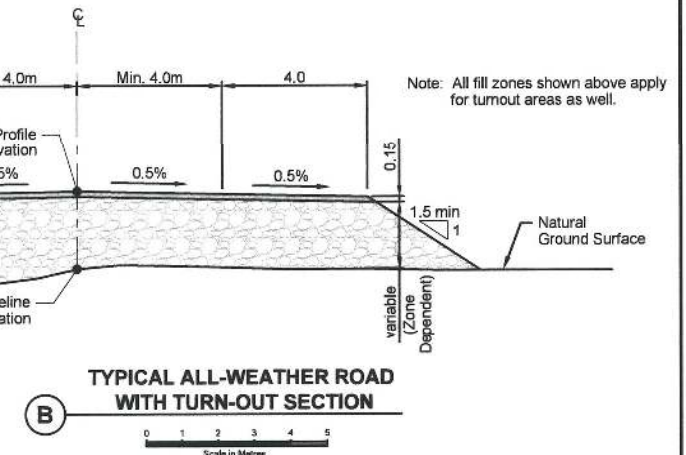 ℄
4.0m
Min. 4.0m
4.0
Note: All fill zones shown above apply
for turnout areas as well.
Profile
vation
5%
0.5%
0.5%
0.15
1.5 min
1
Natural
Ground Surface
eline
ation
variable
(Zone
Dependent)
TYPICAL ALL-WEATHER ROAD
WITH TURN-OUT SECTION
B
0 1 2 3 4 5
Scale in Metres